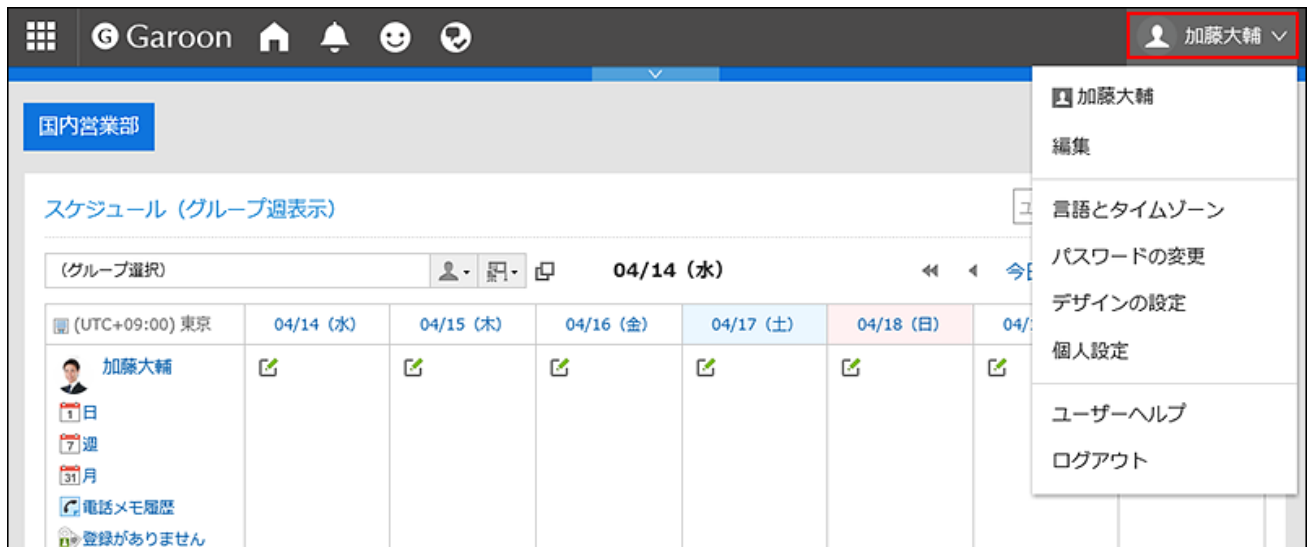 Garoon
加藤大輔
加藤大輔
編集
言語とタイムゾーン
パスワードの変更
デザインの設定
個人設定
ユーザーヘルプ
ログアウト
国内営業部
スケジュール（グループ週表示）
（グループ選択）
04/14（水）
(UTC+09:00) 東京
04/14（水）
04/15（木）
04/16（金）
04/17（土）
04/18（日）
加藤大輔
1 日
7 週
31 月
電話メモ履歴
登録がありません